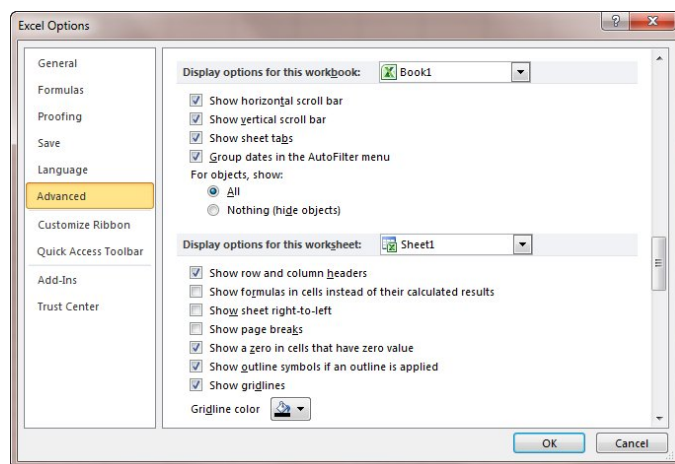 Excel Options
General
Formulas
Proofing
Save
Language
Advanced
Customize Ribbon
Quick Access Toolbar
Add-Ins
Trust Center
Display options for this workbook: Book1
Show horizontal scroll bar
Show vertical scroll bar
Show sheet tabs
Group dates in the AutoFilter menu
For objects, show:
All
Nothing (hide objects)
Display options for this worksheet: Sheet1
Show row and column headers
Show formulas in cells instead of their calculated results
Show sheet right-to-left
Show page breaks
Show a zero in cells that have zero value
Show outline symbols if an outline is applied
Show gridlines
Gridline color
OK Cancel